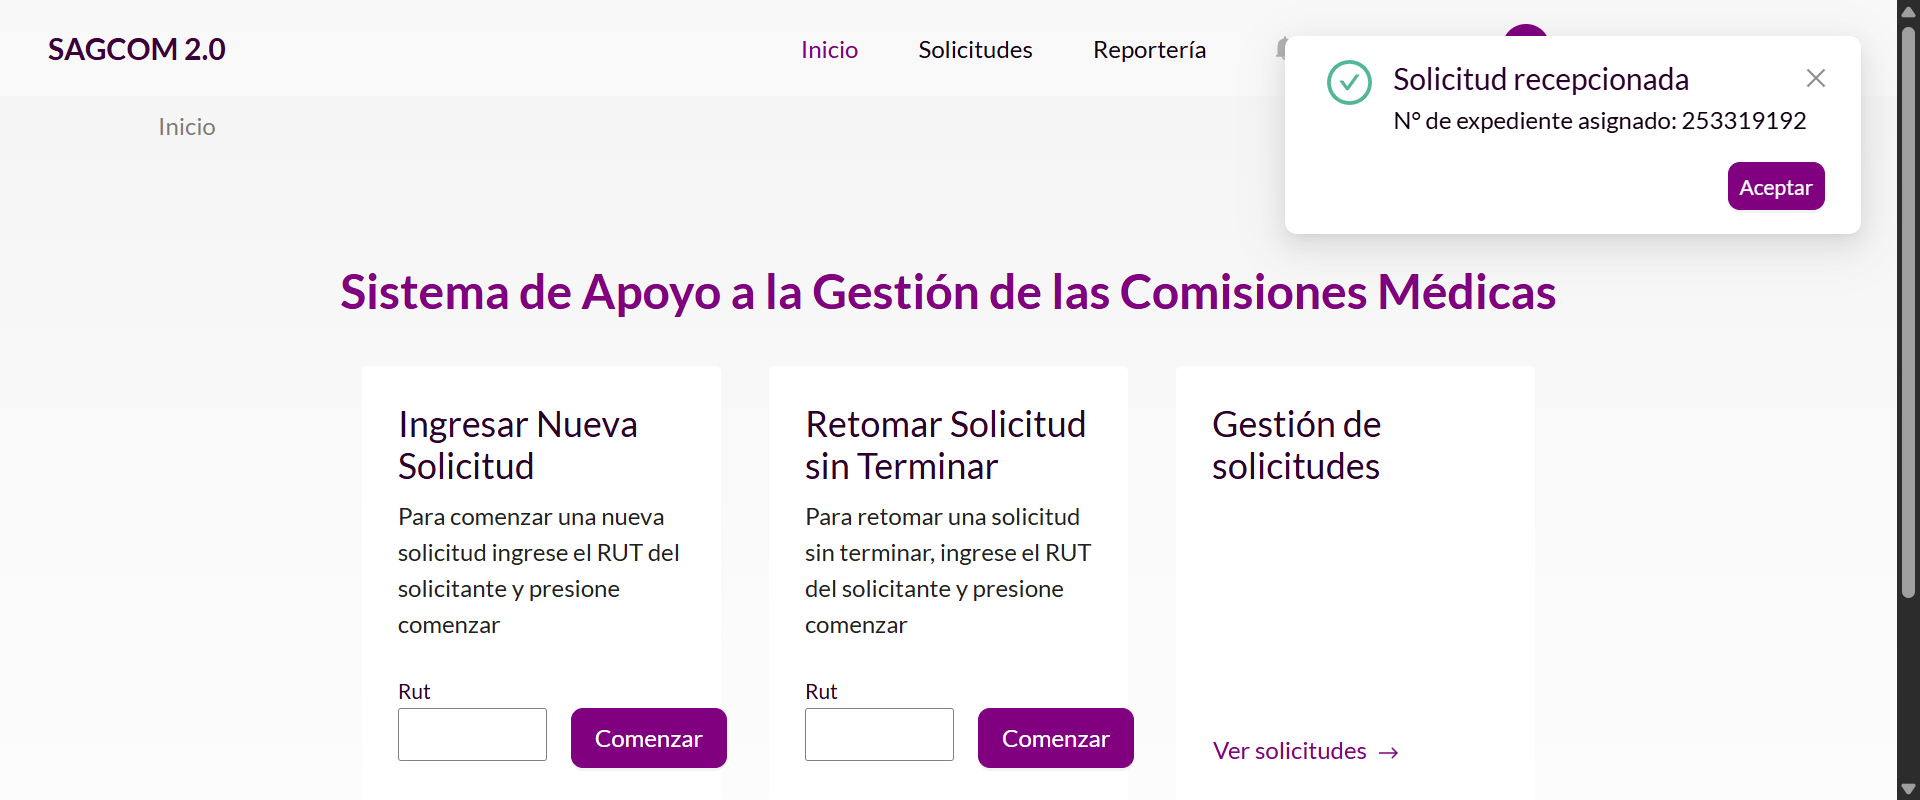 SAGCOM 2.0
Inicio
Solicitudes
Reportería
Solicitud recepcionada
N° de expediente asignado: 253319192
Aceptar
Inicio
Sistema de Apoyo a la Gestión de las Comisiones Médicas
Ingresar Nueva
Solicitud
Para comenzar una nueva
solicitud ingrese el RUT del
solicitante y presione
comenzar
Rut
Comenzar
Retomar Solicitud
sin Terminar
Para retomar una solicitud
sin terminar, ingrese el RUT
del solicitante y presione
comenzar
Rut
Comenzar
Gestión de
solicitudes
Ver solicitudes →